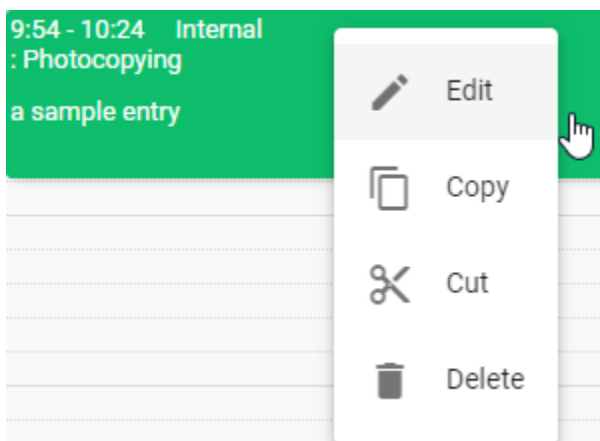 9:54 - 10:24 Internal
: Photocopying
a sample entry
Edit
Copy
Cut
Delete